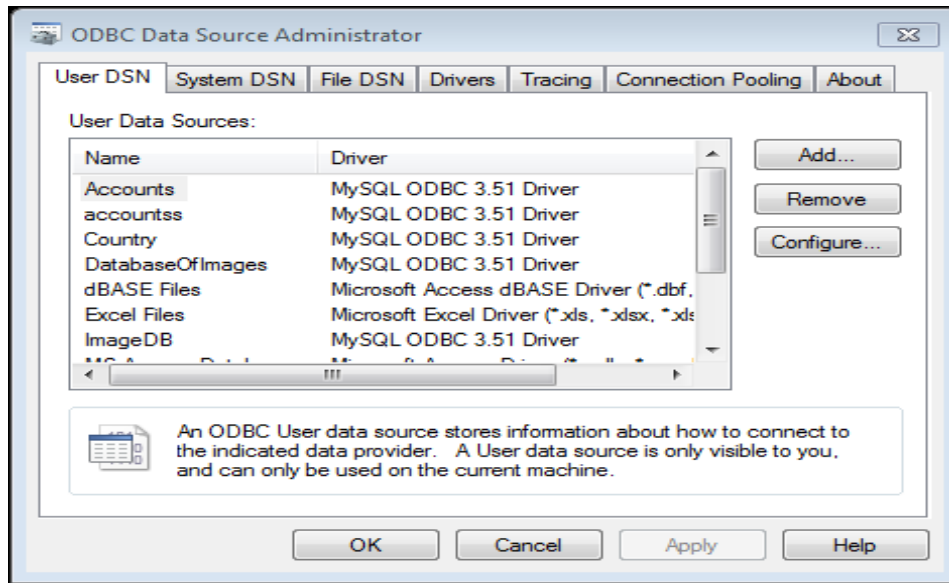 ODBC Data Source Administrator
User DSN System DSN File DSN Drivers Tracing Connection Pooling About
User Data Sources:
Name Driver
Accounts MySQL ODBC 3.51 Driver
accountss MySQL ODBC 3.51 Driver
Country MySQL ODBC 3.51 Driver
DatabaseOfImages MySQL ODBC 3.51 Driver
dBASE Files Microsoft Access dBASE Driver (*.dbf,
Excel Files Microsoft Excel Driver (*.xls, *.xlsx, *.xls
ImageDB MySQL ODBC 3.51 Driver
Add...
Remove
Configure...
An ODBC User data source stores information about how to connect to
the indicated data provider. A User data source is only visible to you,
and can only be used on the current machine.
OK Cancel Apply Help